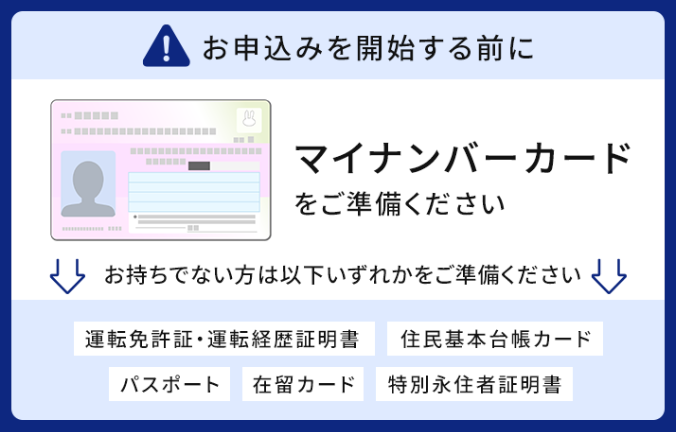 お申込みを開始する前に
マイナンバーカード
をご準備ください
お持ちでない方は以下いずれかをご準備ください
運転免許証・運転経歴証明書
住民基本台帳カード
パスポート
在留カード
特別永住者証明書